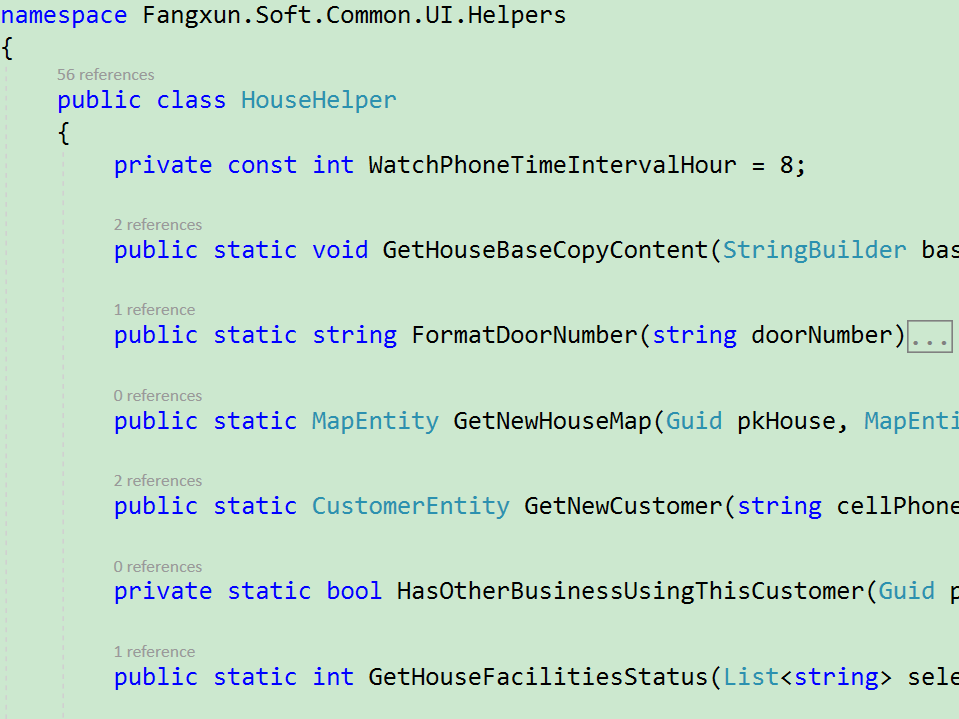 namespace Fangxun.Soft.Common.UI.Helpers
{
56 references
public class HouseHelper
{
private const int WatchPhoneTimeIntervalHour = 8;
2 references
public static void GetHouseBaseCopyContent(StringBuilder bas
1 reference
public static string FormatDoorNumber(string doorNumber)...
0 references
public static MapEntity GetNewHouseMap(Guid pkHouse, MapEnti
2 references
public static CustomerEntity GetNewCustomer(string cellPhone
0 references
private static bool HasOtherBusinessUsingThisCustomer(Guid p
1 reference
public static int GetHouseFacilitiesStatus(List<string> sele